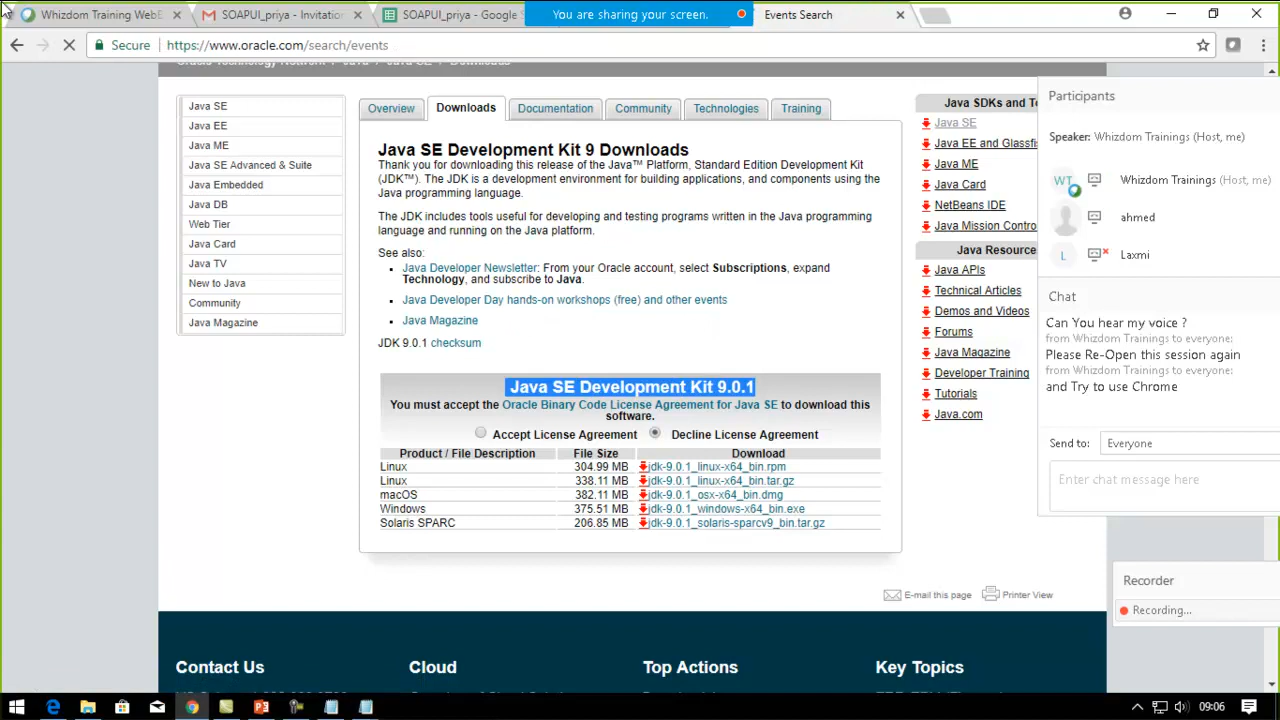 Whizdom Training WebE
SOAPUI_priya - Invitatio
SOAPUI_priya - Google S
You are sharing your screen.
Events Search
Secure
https://www.oracle.com/search/events
Oracle Technology Network Java Java SE Downloads
Java SE
Java EE
Java ME
Java SE Advanced & Suite
Java Embedded
Java DB
Web Tier
Java Card
Java TV
New to Java
Community
Java Magazine
Overview
Downloads
Documentation
Community
Technologies
Training
Java SE Development Kit 9 Downloads
Thank you for downloading this release of the Java™ Platform, Standard Edition Development Kit
(JDK™). The JDK is a development environment for building applications, and components using the
Java programming language.
The JDK includes tools useful for developing and testing programs written in the Java programming
language and running on the Java platform.
See also:
Java Developer Newsletter: From your Oracle account, select Subscriptions, expand
Technology, and subscribe to Java.
Java Developer Day hands-on workshops (free) and other events
Java Magazine
JDK 9.0.1 checksum
Java SE Development Kit 9.0.1
You must accept the Oracle Binary Code License Agreement for Java SE to download this
software.
Accept License Agreement Decline License Agreement
Product / File Description File Size Download
Linux 304.99 MB jdk-9.0.1_linux-x64_bin.rpm
Linux 338.11 MB jdk-9.0.1_linux-x64_bin.tar.gz
macOS 382.11 MB jdk-9.0.1_osx-x64_bin.dmg
Windows 375.51 MB jdk-9.0.1_windows-x64_bin.exe
Solaris SPARC 206.85 MB jdk-9.0.1_solaris-sparcv9_bin.tar.gz
E-mail this page
Printer View
Java SDKs and To
Java SE
Java EE and Glassfi
Java ME
Java Card
NetBeans IDE
Java Mission Contro
Java Resource
Java APIs
Technical Articles
Demos and Videos
Forums
Java Magazine
Developer Training
Tutorials
Java.com
Participants
Speaker: Whizdom Trainings (Host, me)
WT Whizdom Trainings (Host, me)
ahmed
L Laxmi
Chat
Can You hear my voice ?
from Whizdom Trainings to everyone:
Please Re-Open this session again
from Whizdom Trainings to everyone:
and Try to use Chrome
Send to: Everyone
Enter chat message here
Recorder
Recording...
Contact Us
Cloud
Top Actions
Key Topics
09:06